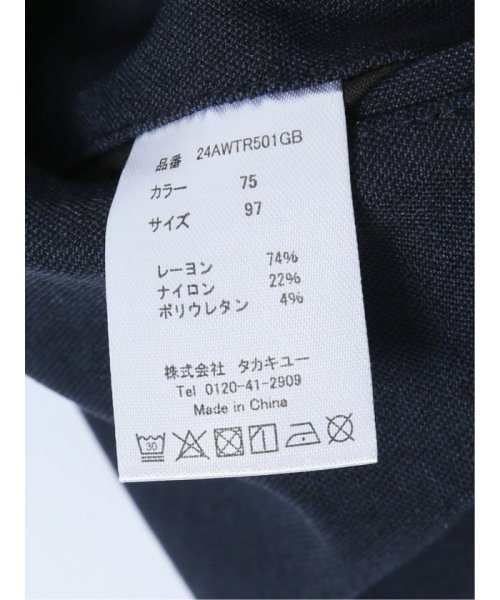 品番 24AWTR501GB
カラー 75
サイズ 97
レーヨン 74%
ナイロン 22%
ポリウレタン 4%
株式会社 タカキュー
Tel 0120-41-2909
Made in China
30